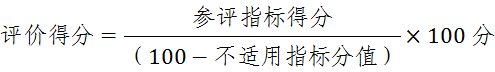 评价得分 = 参评指标得分 / （100 − 不适用指标分值） × 100 分